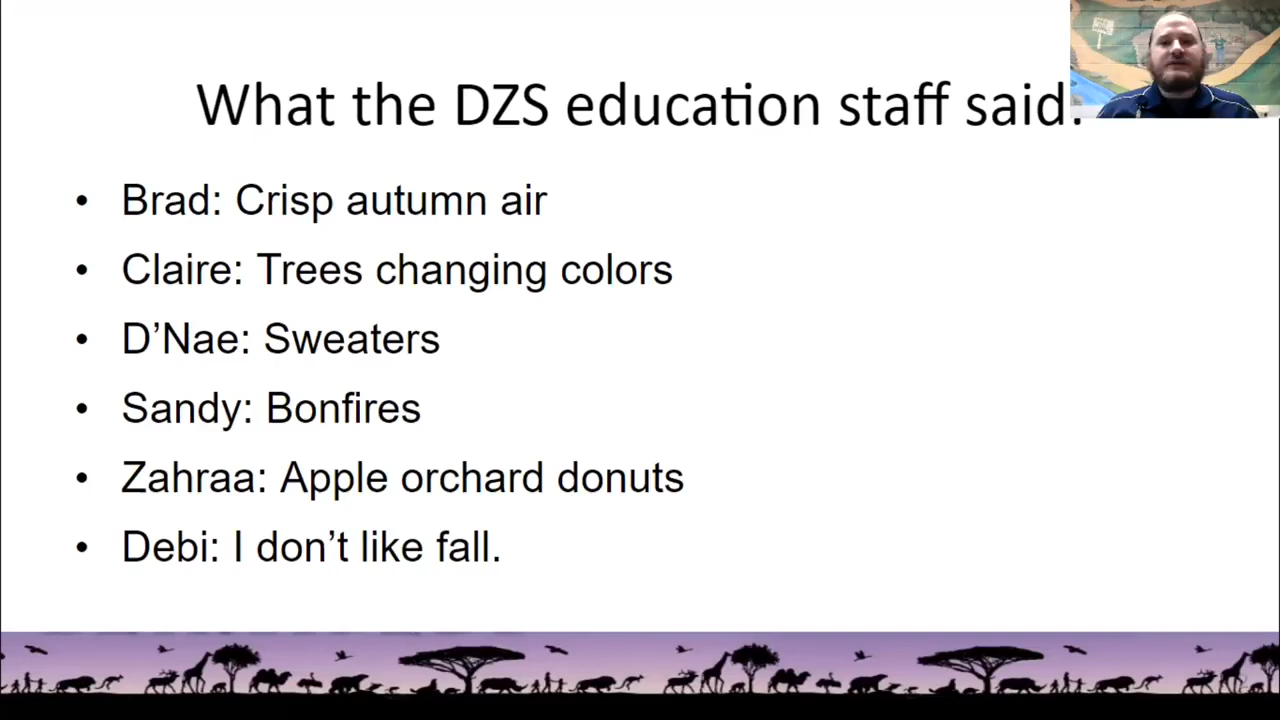 What the DZS education staff said:
• Brad: Crisp autumn air
• Claire: Trees changing colors
• D’Nae: Sweaters
• Sandy: Bonfires
• Zahraa: Apple orchard donuts
• Debi: I don’t like fall.